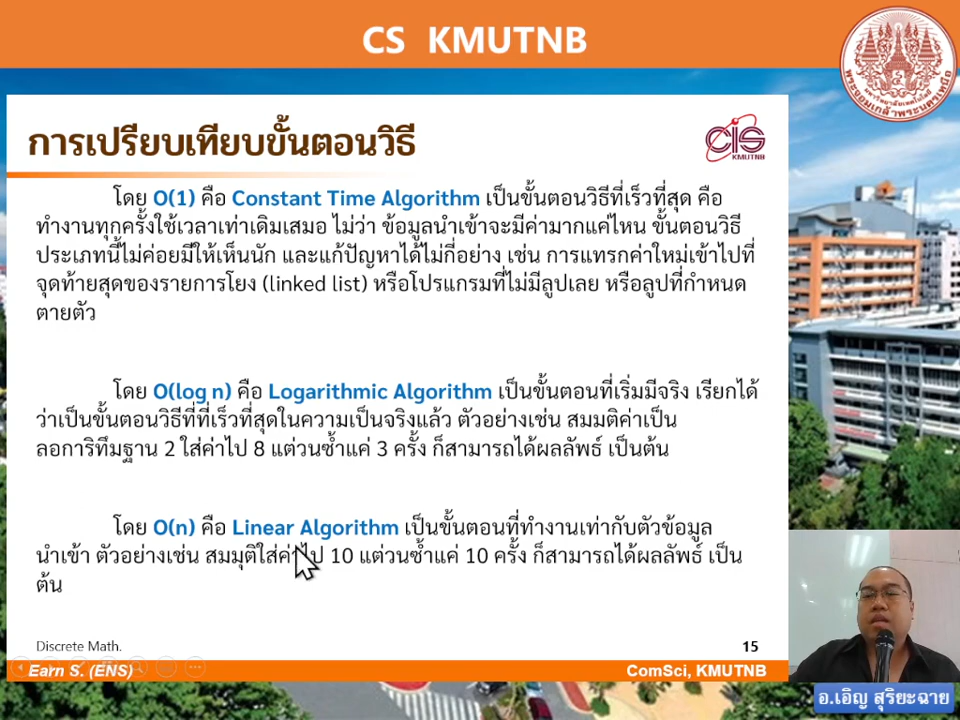 CS KMUTNB
พระจอมเกล้าพระนครเหนือ
การเปรียบเทียบขั้นตอนวิธี
CIS
KMUTNB
โดย O(1) คือ Constant Time Algorithm เป็นขั้นตอนวิธีที่เร็วที่สุด คือ
ทำงานทุกครั้งใช้เวลาเท่าเดิมเสมอ ไม่ว่า ข้อมูลนำเข้าจะมีค่ามากแค่ไหน ขั้นตอนวิธี
ประเภทนี้ไม่ค่อยมีให้เห็นนัก และแก้ปัญหาได้ไม่กี่อย่าง เช่น การแทรกค่าใหม่เข้าไปที่
จุดท้ายสุดของรายการโยง (linked list) หรือโปรแกรมที่ไม่มีลูปเลย หรือลูปที่กำหนด
ตายตัว
โดย O(log n) คือ Logarithmic Algorithm เป็นขั้นตอนที่เริ่มมีจริง เรียกได้
ว่าเป็นขั้นตอนวิธีที่ที่เร็วที่สุดในความเป็นจริงแล้ว ตัวอย่างเช่น สมมติค่าเป็น
ลอการิทึมฐาน 2 ใส่ค่าไป 8 แต่วนซ้ำแค่ 3 ครั้ง ก็สามารถได้ผลลัพธ์ เป็นต้น
โดย O(n) คือ Linear Algorithm เป็นขั้นตอนที่ทำงานเท่ากับตัวข้อมูล
นำเข้า ตัวอย่างเช่น สมมุติใส่ค่าไป 10 แต่วนซ้ำแค่ 10 ครั้ง ก็สามารถได้ผลลัพธ์ เป็น
ต้น
Discrete Math.
15
Earn S. (ENS)
ComSci, KMUTNB
อ.เอิญ สุริยะฉาย